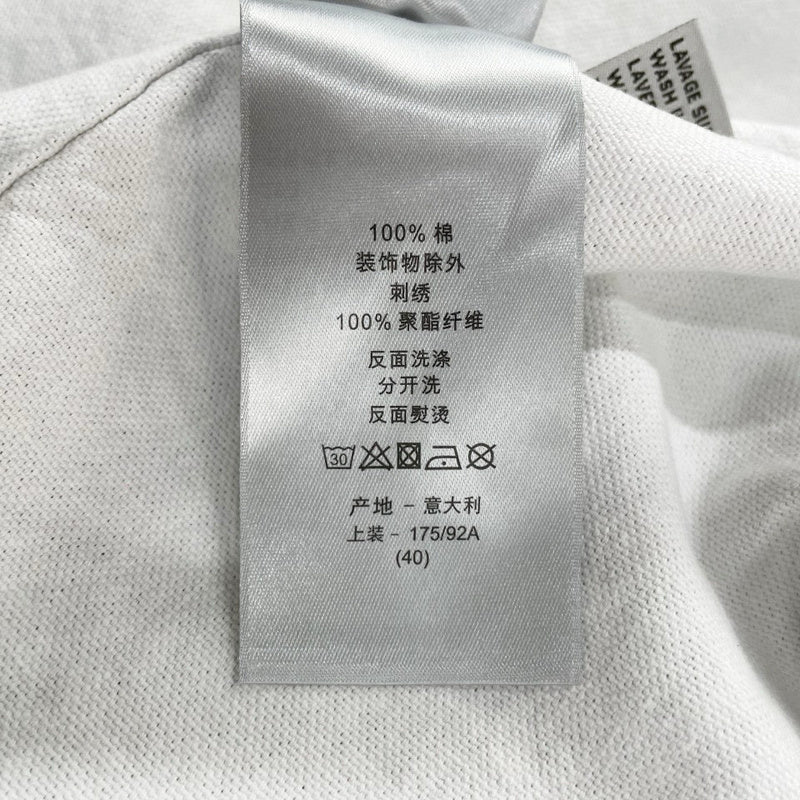 100% 棉
装饰物除外
刺绣
100% 聚酯纤维
反面洗涤
分开洗
反面熨烫
30
产地 - 意大利
上装 - 175/92A
(40)
LAVAGE
WASH